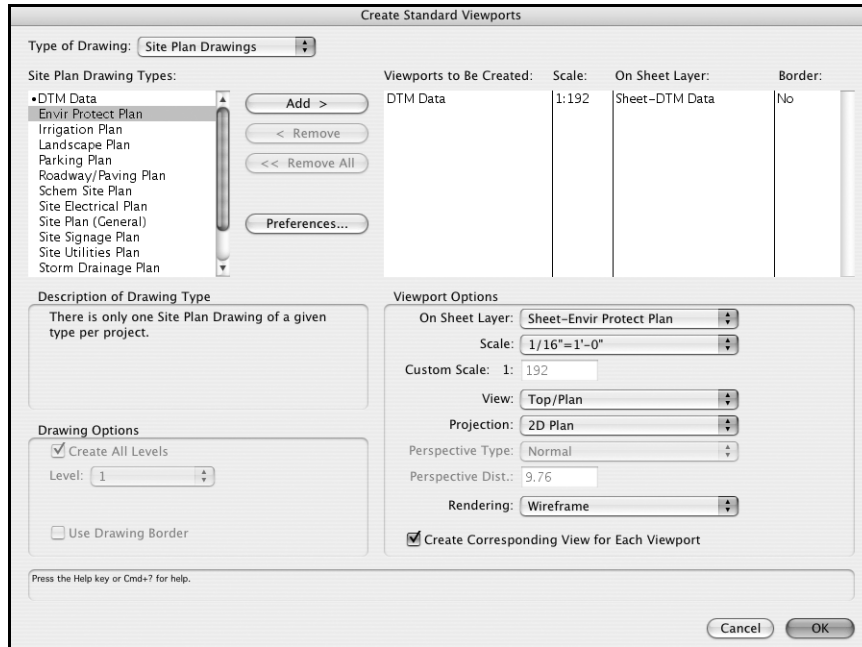 Create Standard Viewports
Type of Drawing: Site Plan Drawings
Site Plan Drawing Types:
•DTM Data
Envir Protect Plan
Irrigation Plan
Landscape Plan
Parking Plan
Roadway/Paving Plan
Schem Site Plan
Site Electrical Plan
Site Plan (General)
Site Signage Plan
Site Utilities Plan
Storm Drainage Plan
Add >
< Remove
<< Remove All
Preferences...
Viewports to Be Created: Scale: On Sheet Layer: Border:
DTM Data 1:192 Sheet-DTM Data No
Description of Drawing Type
There is only one Site Plan Drawing of a given
type per project.
Drawing Options
Create All Levels
Level: 1
Use Drawing Border
Viewport Options
On Sheet Layer: Sheet-Envir Protect Plan
Scale: 1/16"=1'-0"
Custom Scale: 1: 192
View: Top/Plan
Projection: 2D Plan
Perspective Type: Normal
Perspective Dist.: 9.76
Rendering: Wireframe
Create Corresponding View for Each Viewport
Press the Help key or Cmd+? for help.
Cancel OK